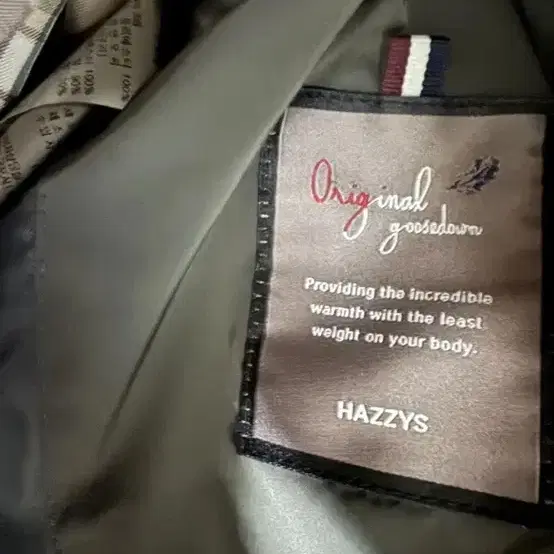 Original
goosedown
Providing the incredible
warmth with the least
weight on your body.
HAZZYS